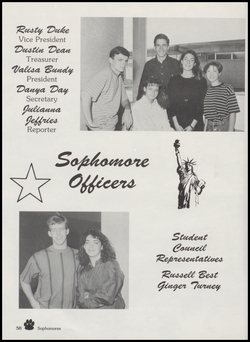 Rusty Duke
Vice President
Dustin Dean
Treasurer
Valisa Bundy
President
Danya Day
Secretary
Julianna
Jeffries
Reporter
Sophomore
Officers
Student
Council
Representatives
Russell Best
Ginger Turney
56 Sophomores